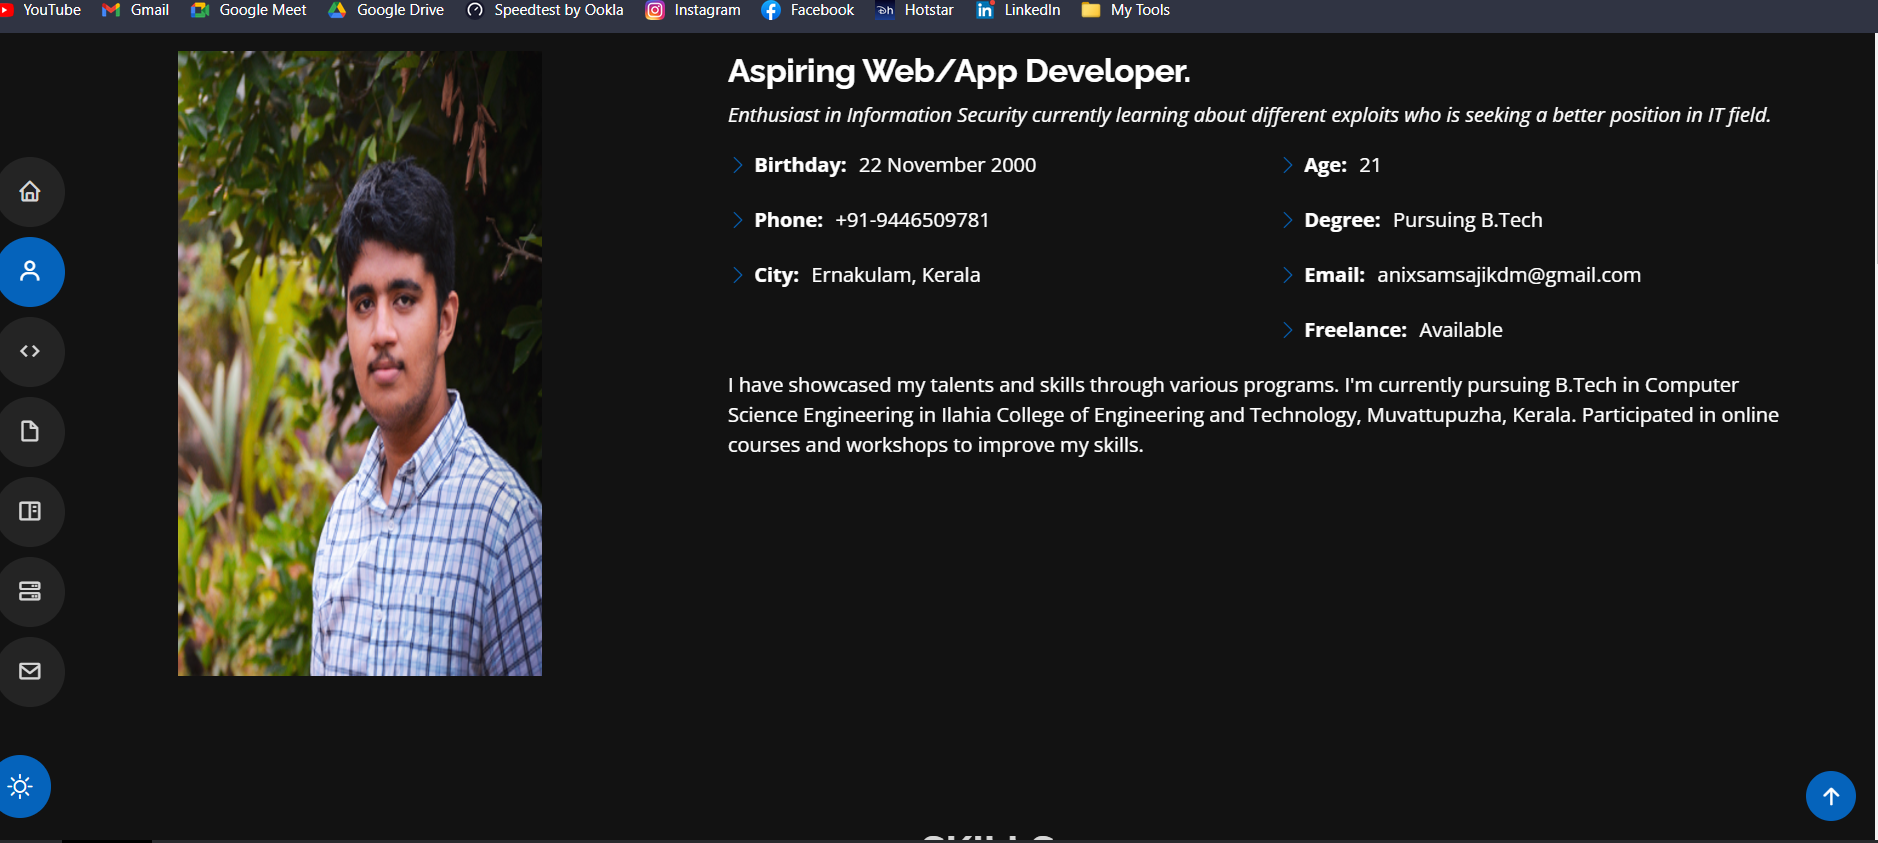 YouTube Gmail Google Meet Google Drive Speedtest by Ookla Instagram Facebook Hotstar LinkedIn My Tools
Aspiring Web/App Developer.
Enthusiast in Information Security currently learning about different exploits who is seeking a better position in IT field.
Birthday: 22 November 2000
Phone: +91-9446509781
City: Ernakulam, Kerala
Age: 21
Degree: Pursuing B.Tech
Email: anixsamsajikdm@gmail.com
Freelance: Available
I have showcased my talents and skills through various programs. I'm currently pursuing B.Tech in Computer
Science Engineering in Ilahia College of Engineering and Technology, Muvattupuzha, Kerala. Participated in online
courses and workshops to improve my skills.
SKILLS